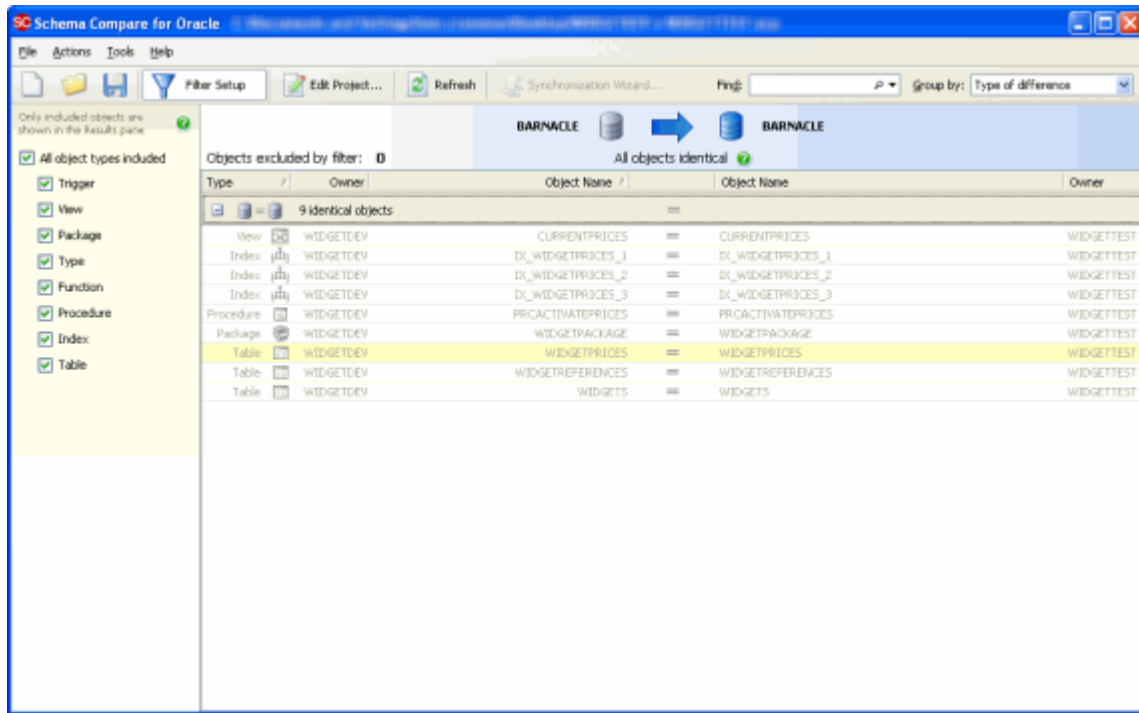 SC Schema Compare for Oracle
File Actions Tools Help
Filter Setup Edit Project... Refresh Synchronization Wizard... Find: Group by: Type of difference
Only included objects are
shown in the Results pane
BARNACLE BARNACLE
All object types included
Objects excluded by filter: 0 All objects identical
Trigger
View
Package
Type
Function
Procedure
Index
Table
Type Owner Object Name Object Name Owner
9 identical objects =
View WIDGETDEV CURRENTPRICES = CURRENTPRICES WIDGETTEST
Index WIDGETDEV IX_WIDGETPRICES_1 = IX_WIDGETPRICES_1 WIDGETTEST
Index WIDGETDEV IX_WIDGETPRICES_2 = IX_WIDGETPRICES_2 WIDGETTEST
Index WIDGETDEV IX_WIDGETPRICES_3 = IX_WIDGETPRICES_3 WIDGETTEST
Procedure WIDGETDEV PRCACTIVATEPRICES = PRCACTIVATEPRICES WIDGETTEST
Package WIDGETDEV WIDGETPACKAGE = WIDGETPACKAGE WIDGETTEST
Table WIDGETDEV WIDGETPRICES = WIDGETPRICES WIDGETTEST
Table WIDGETDEV WIDGETREFERENCES = WIDGETREFERENCES WIDGETTEST
Table WIDGETDEV WIDGETS = WIDGETS WIDGETTEST